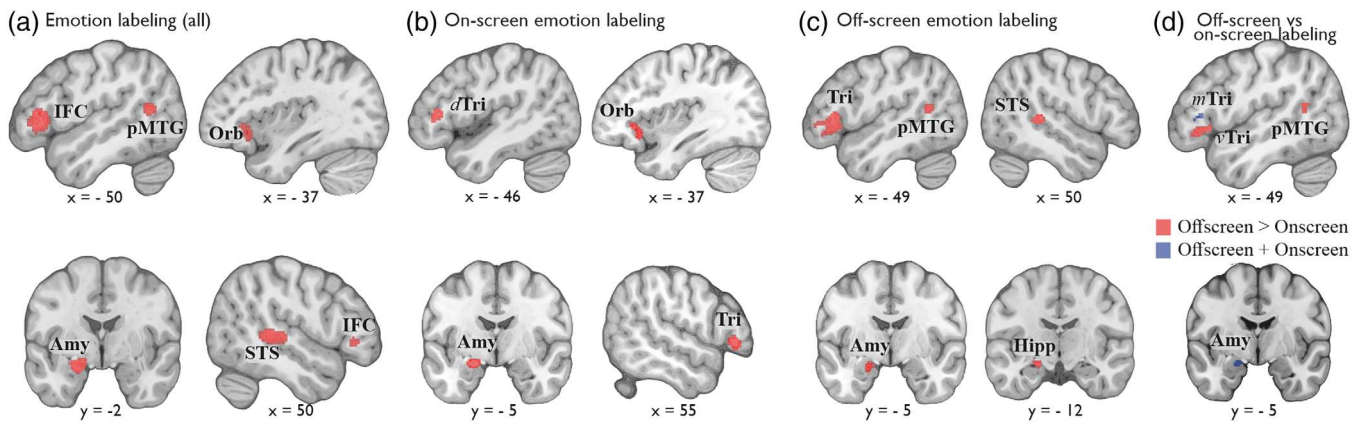 (a) Emotion labeling (all)
IFC
pMTG
Orb
x = - 50
x = - 37
Amy
STS
IFC
y = -2
x = 50
(b) On-screen emotion labeling
dTri
Orb
x = - 46
x = - 37
Amy
Tri
y = - 5
x = 55
(c) Off-screen emotion labeling
Tri
pMTG
STS
x = - 49
x = 50
Amy
Hipp
y = - 5
y = - 12
(d) Off-screen vs
on-screen labeling
mTri
vTri
pMTG
x = - 49
Offscreen > Onscreen
Offscreen + Onscreen
Amy
y = - 5